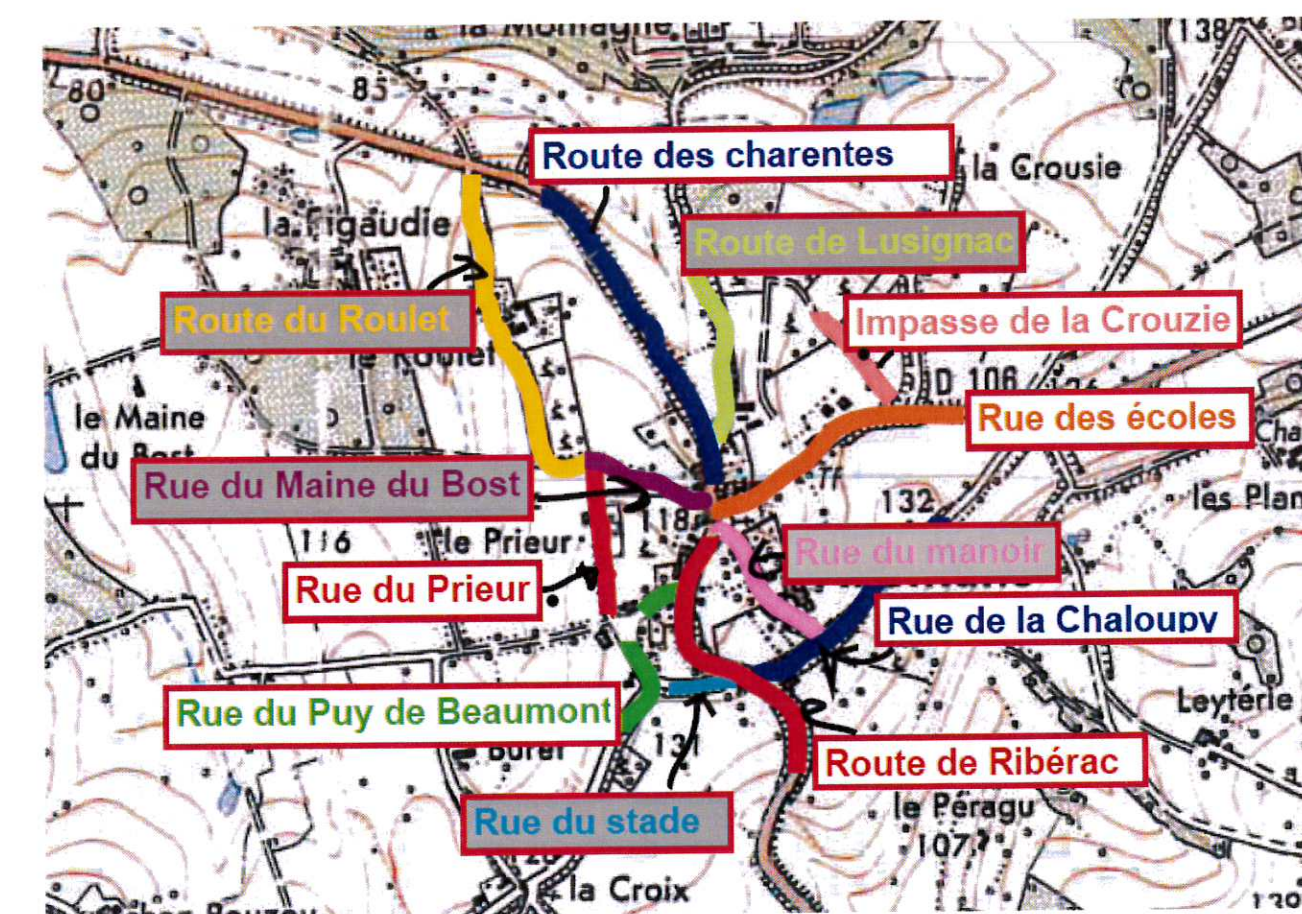 la Montagne
138
80
85
Route des charentes
la Crousie
la Figaudie
Route de Lusignac
Route du Roulet
Impasse de la Crouzie
le Roulet
D 106
le Maine
du Bost
Rue des écoles
Rue du Maine du Bost
132
les Plan
118
116
le Prieur
Rue du manoir
Rue du Prieur
Rue de la Chaloupy
Rue du Puy de Beaumont
Leytérie
131
Route de Ribérac
Rue du stade
le Péragu
107
la Croix
130